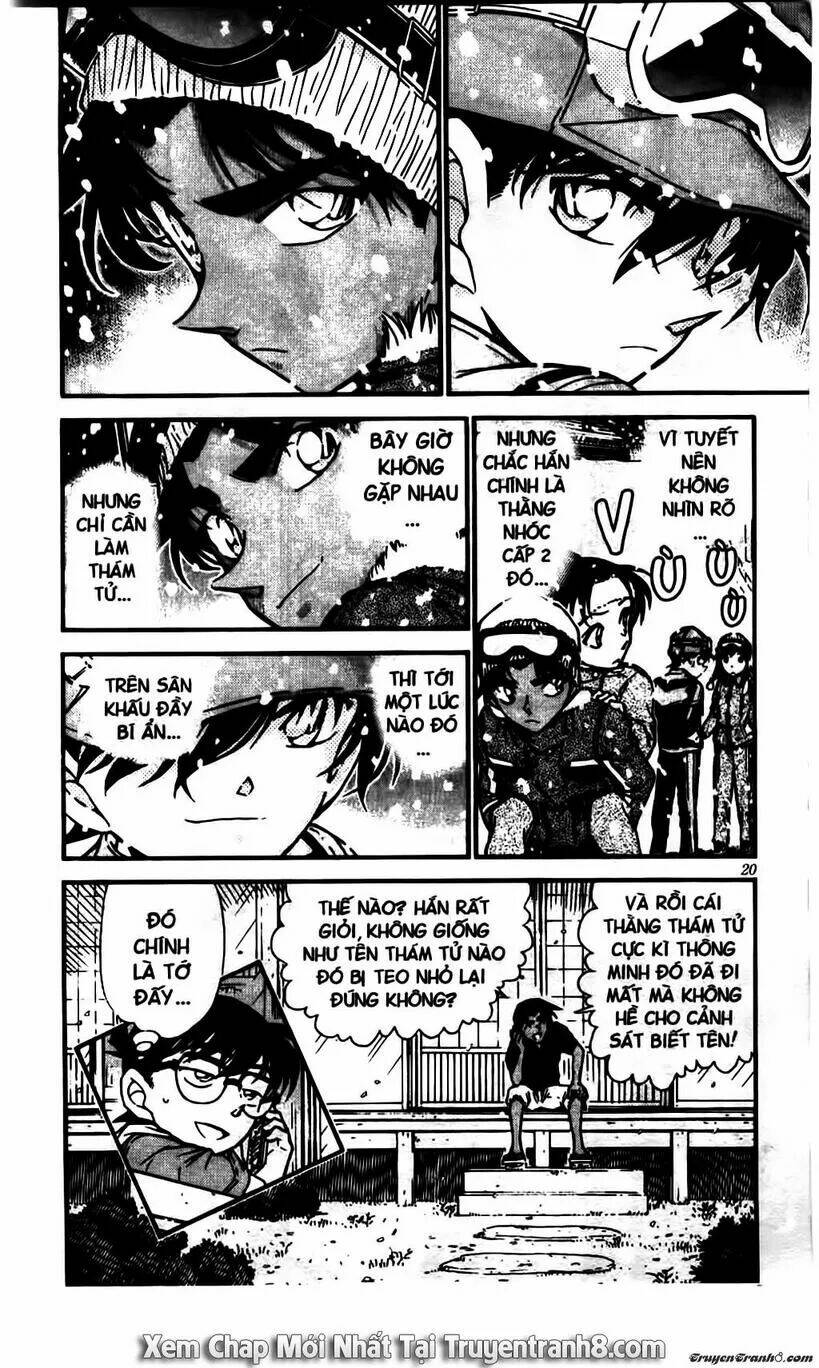 VÌ TUYẾT
NÊN
KHÔNG
NHÌN RÕ
...
NHƯNG
CHẮC HẲN
CHÍNH LÀ
THẰNG
NHÓC
CẤP 2
ĐÓ...
VÙ Ù Ù Ù
BÂY GIỜ
KHÔNG
GẶP NHAU
...
NHƯNG
CHỈ CẦN
LÀM
THÁM
TỬ...
THÌ TỚI
MỘT LÚC
NÀO ĐÓ
...
TRÊN SÂN
KHẤU ĐẦY
BÍ ẨN...
20
VÀ RỒI CÁI
THẰNG THÁM TỬ
CỰC KÌ THÔNG
MINH ĐÓ ĐÃ ĐI
MẤT MÀ KHÔNG
HỀ CHO CẢNH
SÁT BIẾT TÊN!
THẾ NÀO? HẮN RẤT
GIỎI, KHÔNG GIỐNG
NHƯ TÊN THÁM TỬ NÀO
ĐÓ BỊ TEO NHỎ LẠI
ĐÚNG KHÔNG?
ĐÓ
CHÍNH
LÀ TỚ
ĐẤY...
Xem Chap Mới Nhất Tại Truyentranh8.com
TruyenTranh8.com